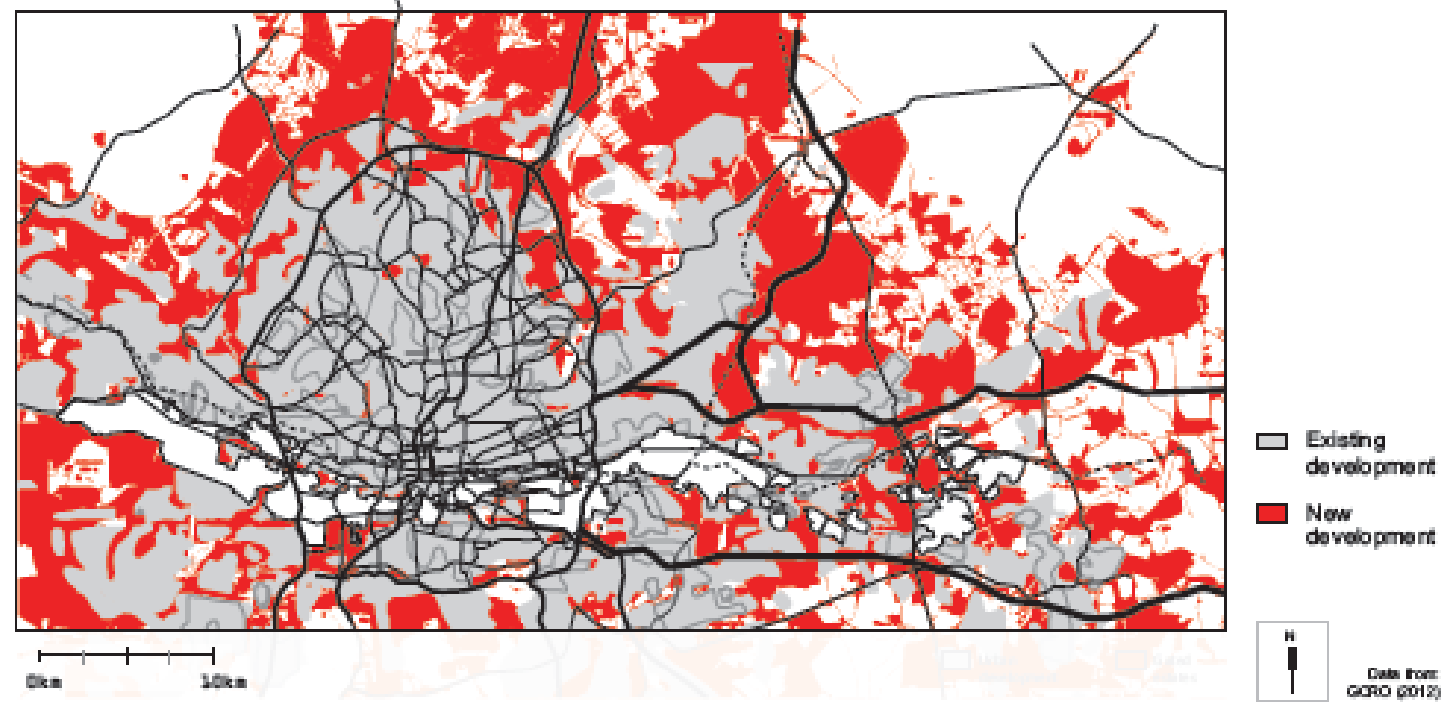 Existing
development
New
development
0km
10km
N
Data from:
GCRO (2012)